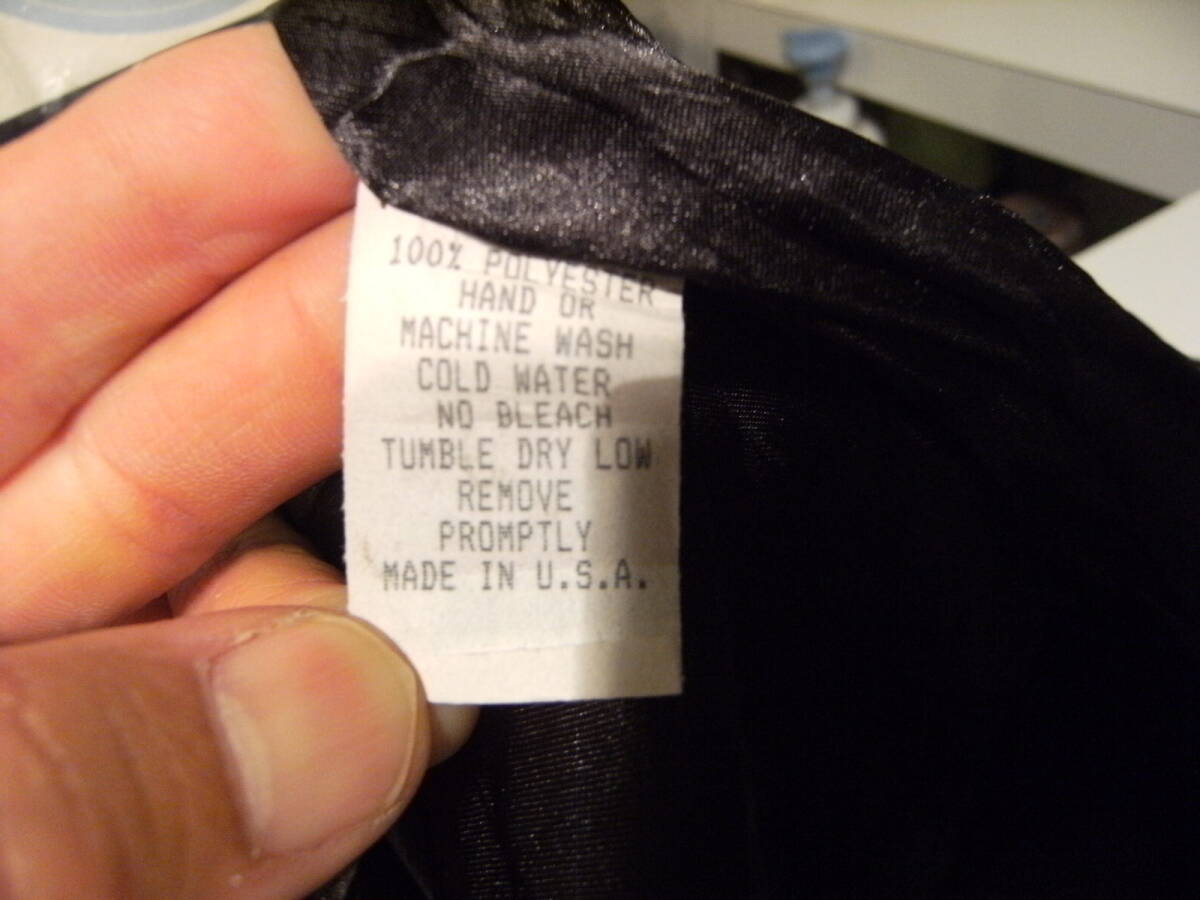 100% POLYESTER
HAND OR
MACHINE WASH
COLD WATER
NO BLEACH
TUMBLE DRY LOW
REMOVE
PROMPTLY
MADE IN U.S.A.